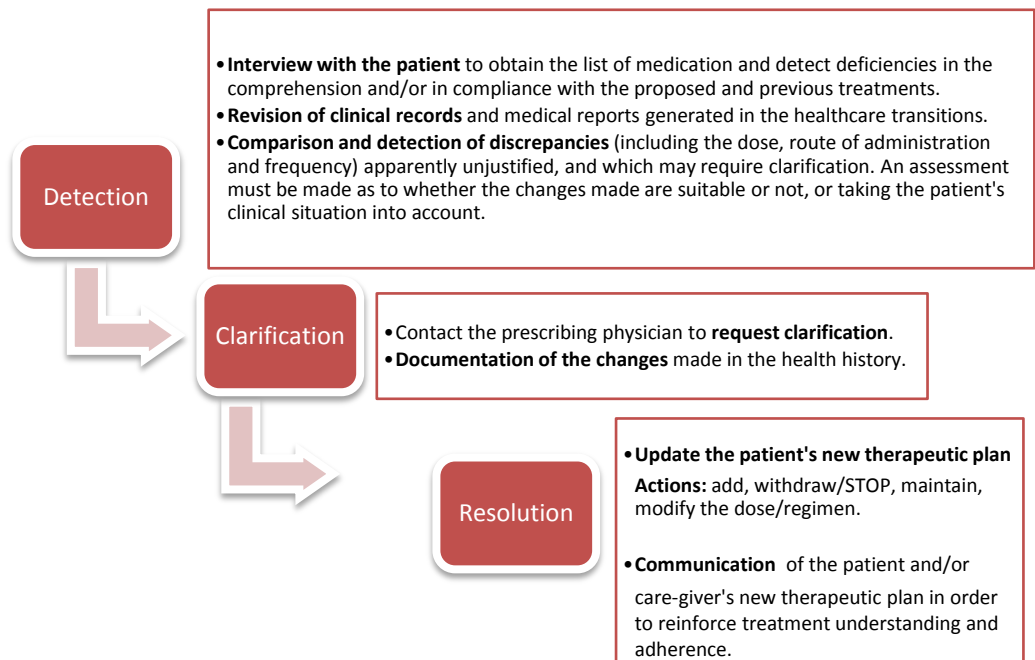 Detection
•Interview with the patient to obtain the list of medication and detect deficiencies in the
comprehension and/or in compliance with the proposed and previous treatments.
•Revision of clinical records and medical reports generated in the healthcare transitions.
•Comparison and detection of discrepancies (including the dose, route of administration
and frequency) apparently unjustified, and which may require clarification. An assessment
must be made as to whether the changes made are suitable or not, or taking the patient's
clinical situation into account.
Clarification
•Contact the prescribing physician to request clarification.
•Documentation of the changes made in the health history.
Resolution
•Update the patient's new therapeutic plan
Actions: add, withdraw/STOP, maintain,
modify the dose/regimen.
•Communication of the patient and/or
care-giver's new therapeutic plan in order
to reinforce treatment understanding and
adherence.